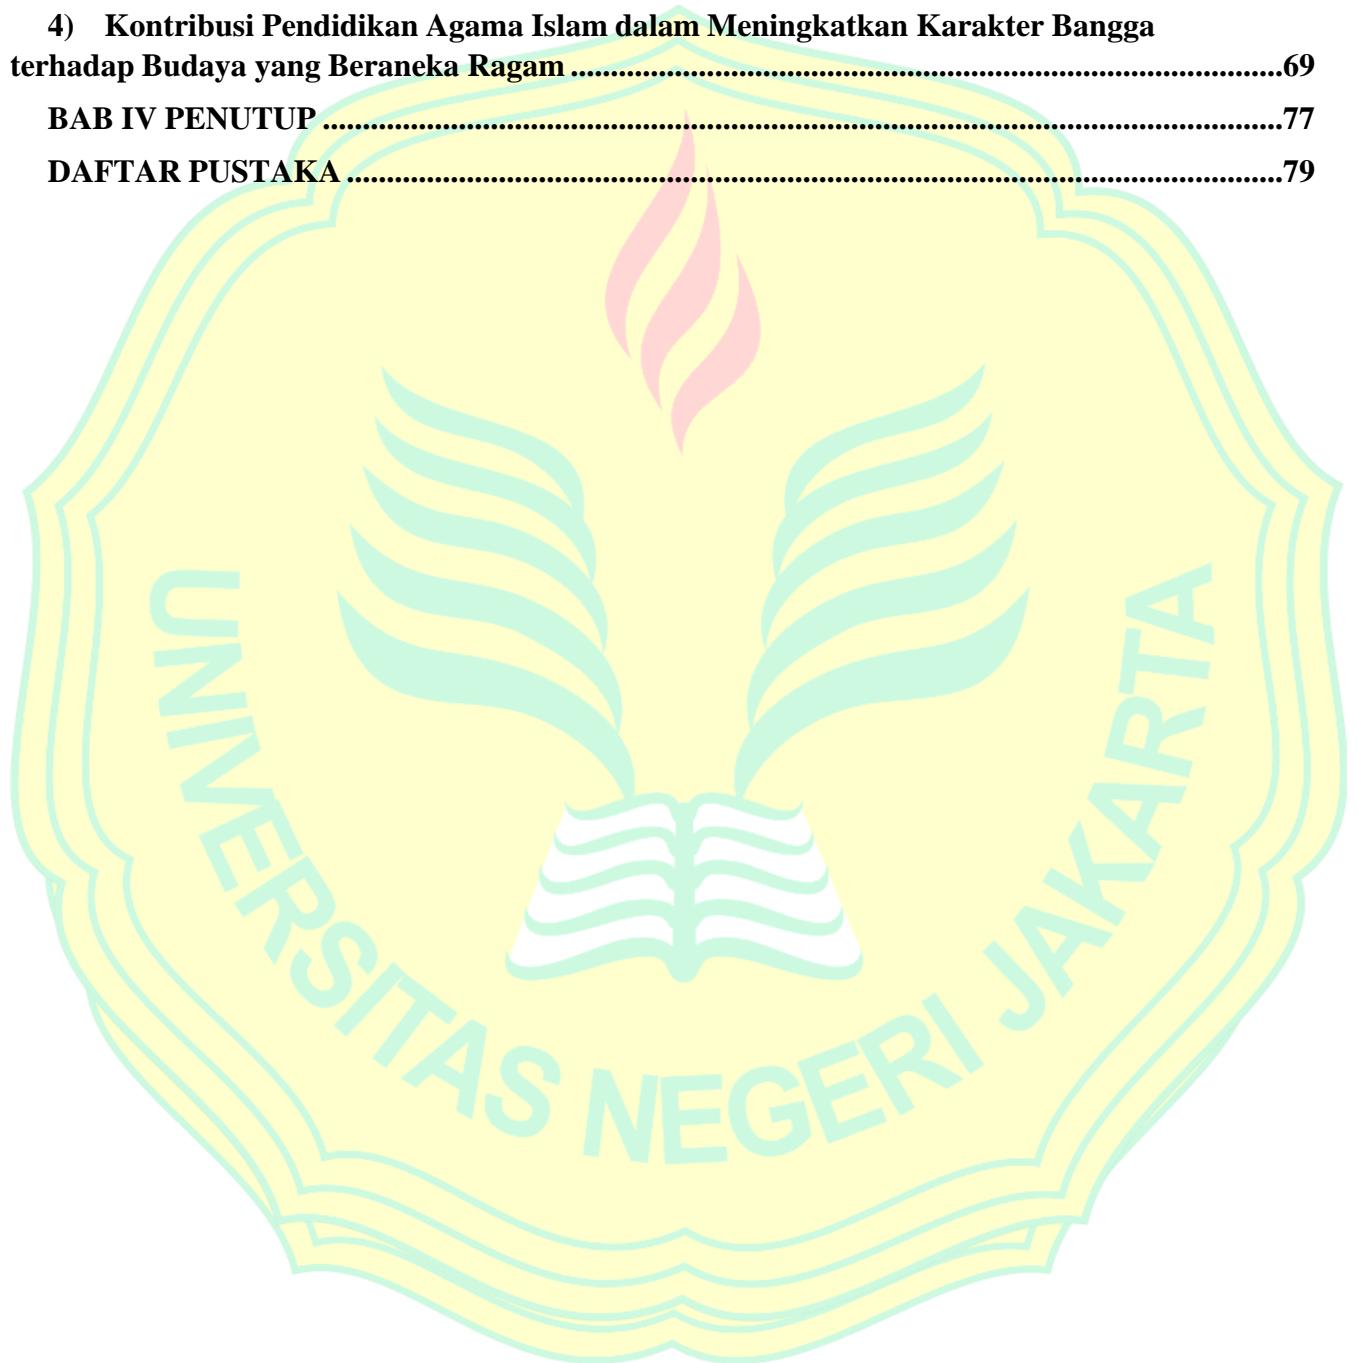 4) Kontribusi Pendidikan Agama Islam dalam Meningkatkan Karakter Bangga
terhadap Budaya yang Beraneka Ragam ........................................................................69
BAB IV PENUTUP ..................................................................................................77
DAFTAR PUSTAKA ...............................................................................................79
UNIVERSITAS NEGERI JAKARTA